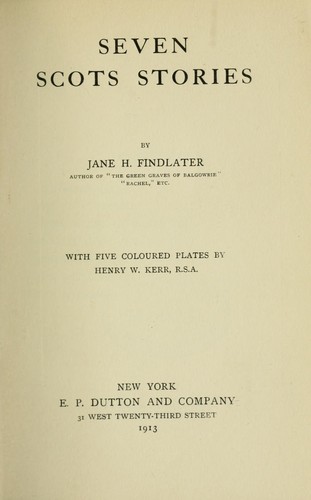 SEVEN
SCOTS STORIES
BY
JANE H. FINDLATER
AUTHOR OF "THE GREEN GRAVES OF BALGOWRIE"
"RACHEL," ETC.
WITH FIVE COLOURED PLATES BY
HENRY W. KERR, R.S.A.
NEW YORK
E. P. DUTTON AND COMPANY
31 WEST TWENTY-THIRD STREET
1913